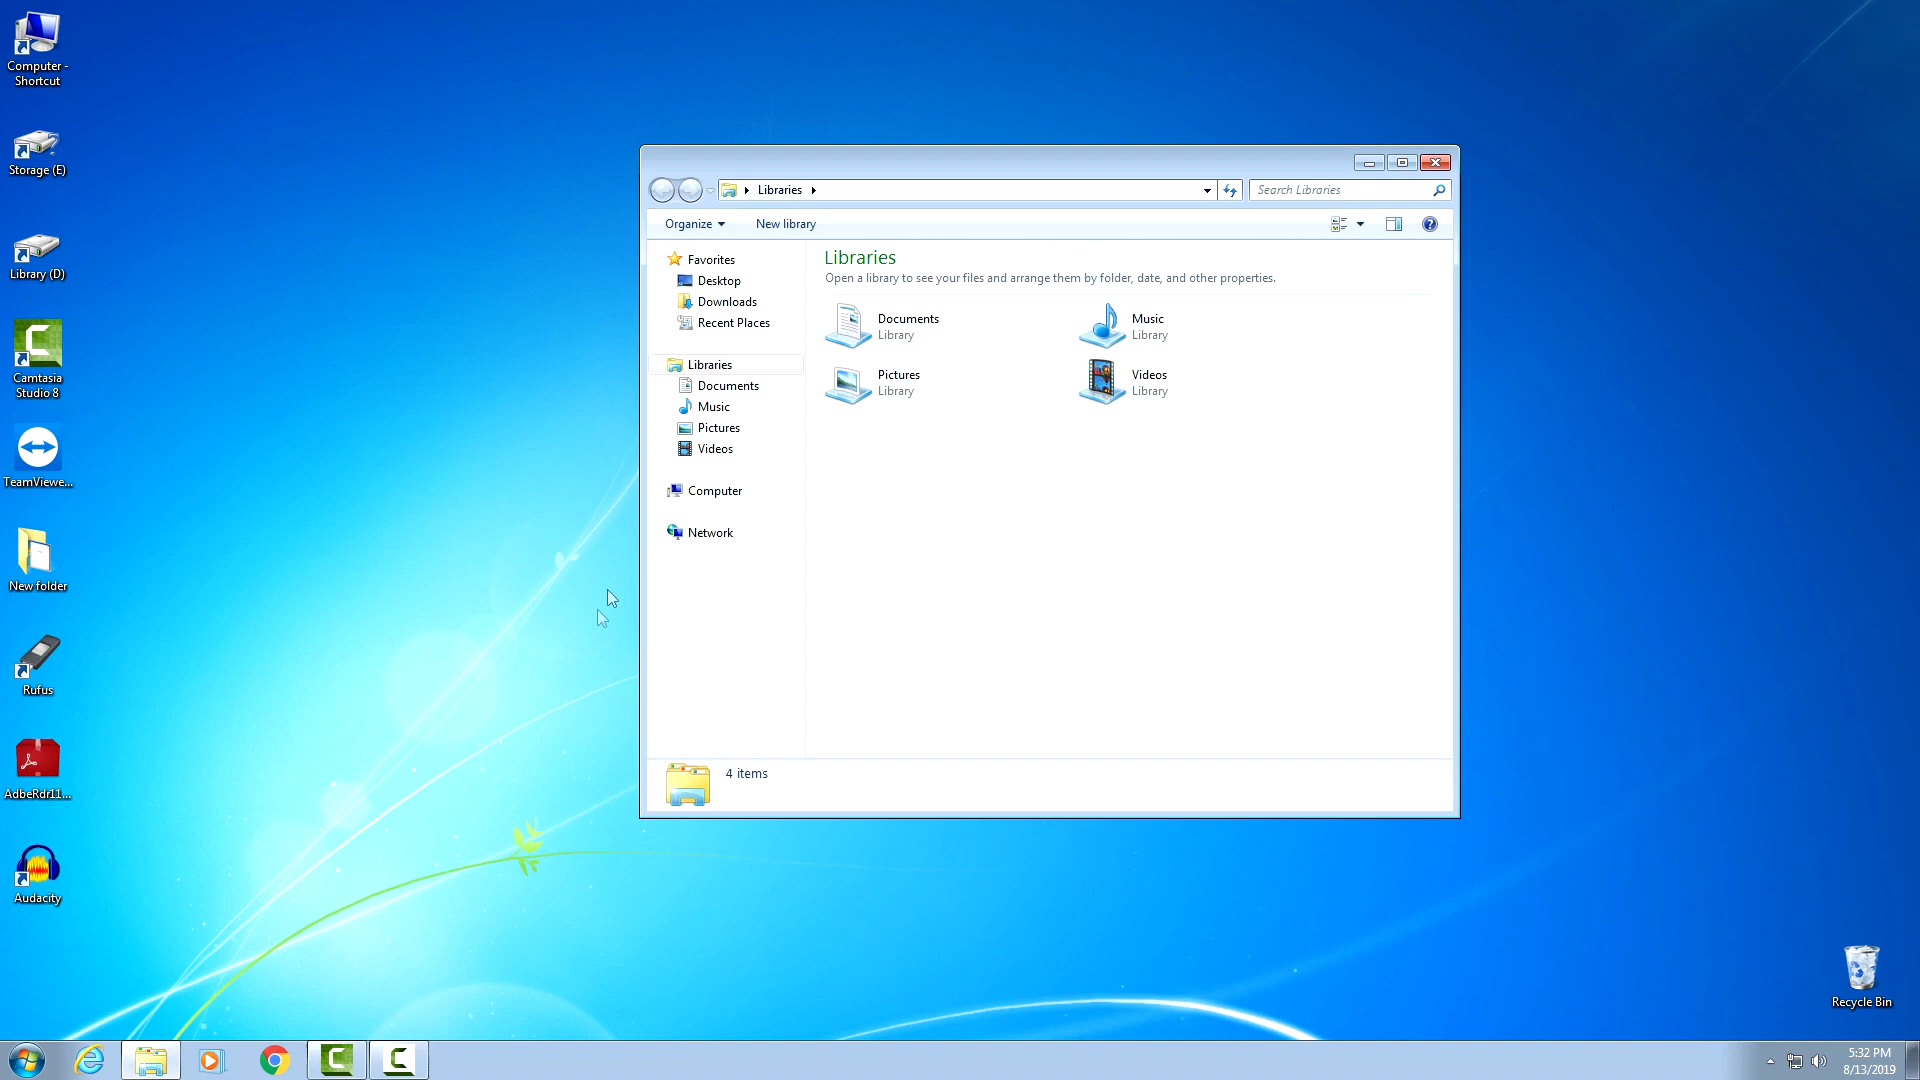 Computer -
Shortcut
Storage (E)
Library (D)
Camtasia
Studio 8
TeamViewe...
New folder
Rufus
AdbeRdr11...
Audacity
Libraries
Search Libraries
Organize
New library
Favorites
Desktop
Downloads
Recent Places
Libraries
Documents
Music
Pictures
Videos
Computer
Network
Libraries
Open a library to see your files and arrange them by folder, date, and other properties.
Documents
Library
Music
Library
Pictures
Library
Videos
Library
4 items
Recycle Bin
5:32 PM
8/13/2019